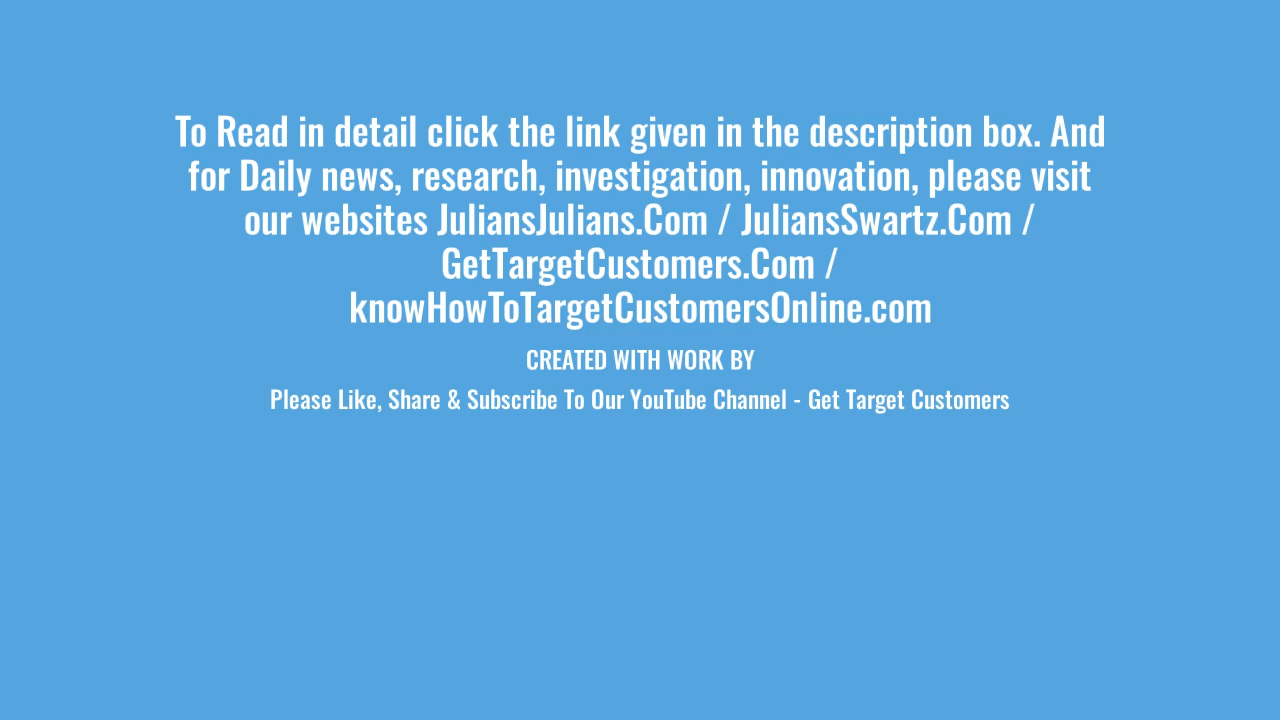 To Read in detail click the link given in the description box. And
for Daily news, research, investigation, innovation, please visit
our websites JuliansJulians.Com / JuliansSwartz.Com /
GetTargetCustomers.Com /
knowHowToTargetCustomersOnline.com
CREATED WITH WORK BY
Please Like, Share & Subscribe To Our YouTube Channel - Get Target Customers